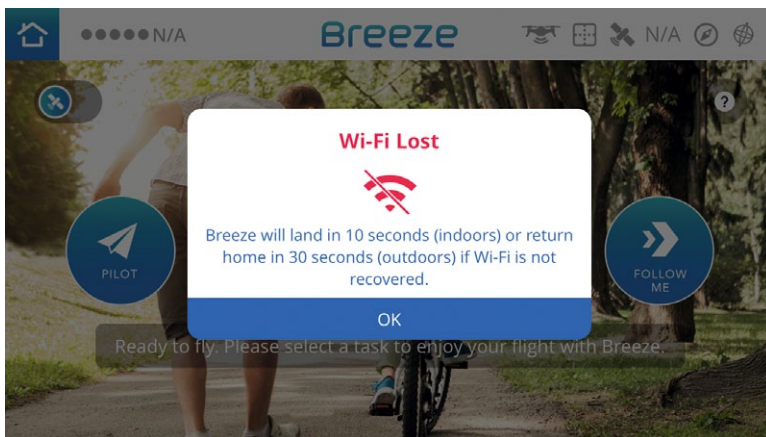 N/A
Breeze
N/A
?
Wi-Fi Lost
Breeze will land in 10 seconds (indoors) or return
home in 30 seconds (outdoors) if Wi-Fi is not
recovered.
PILOT
FOLLOW
ME
OK
Ready to fly. Please select a task to enjoy your flight with Breeze.